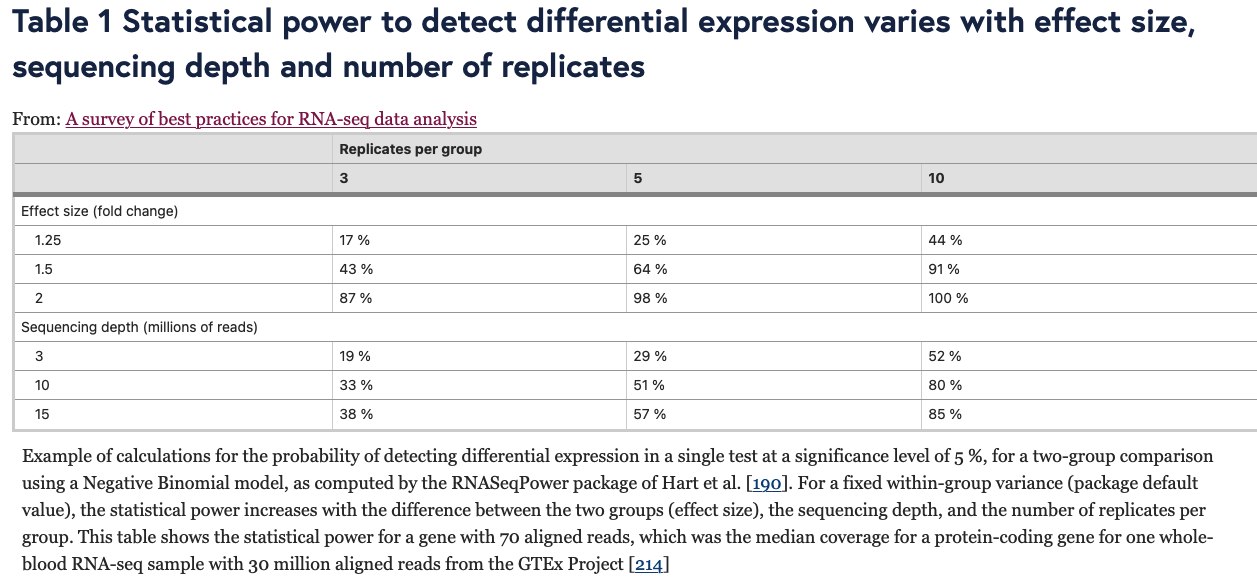 Table 1 Statistical power to detect differential expression varies with effect size,
sequencing depth and number of replicates
From: A survey of best practices for RNA-seq data analysis
Replicates per group
3 5 10
Effect size (fold change)
1.25 17 % 25 % 44 %
1.5 43 % 64 % 91 %
2 87 % 98 % 100 %
Sequencing depth (millions of reads)
3 19 % 29 % 52 %
10 33 % 51 % 80 %
15 38 % 57 % 85 %
Example of calculations for the probability of detecting differential expression in a single test at a significance level of 5 %, for a two-group comparison
using a Negative Binomial model, as computed by the RNASeqPower package of Hart et al. [190]. For a fixed within-group variance (package default
value), the statistical power increases with the difference between the two groups (effect size), the sequencing depth, and the number of replicates per
group. This table shows the statistical power for a gene with 70 aligned reads, which was the median coverage for a protein-coding gene for one whole-
blood RNA-seq sample with 30 million aligned reads from the GTEx Project [214]